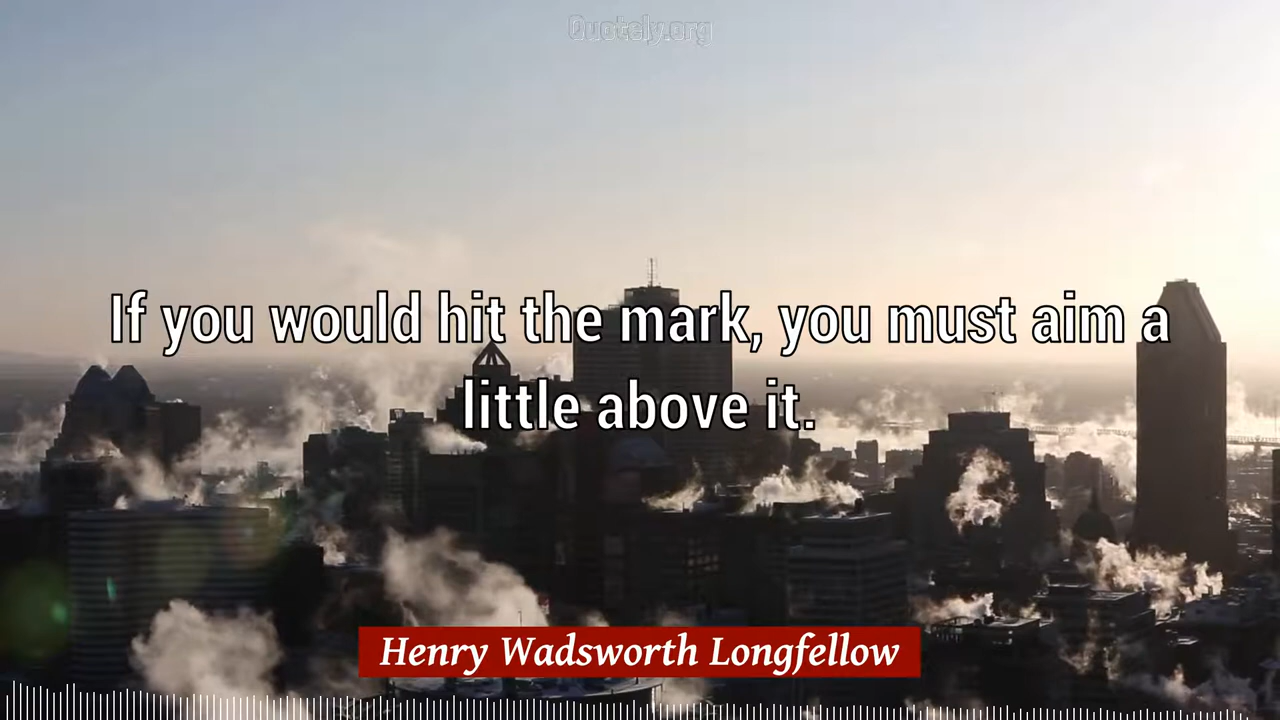 Quotely.org
If you would hit the mark, you must aim a
little above it.
Henry Wadsworth Longfellow